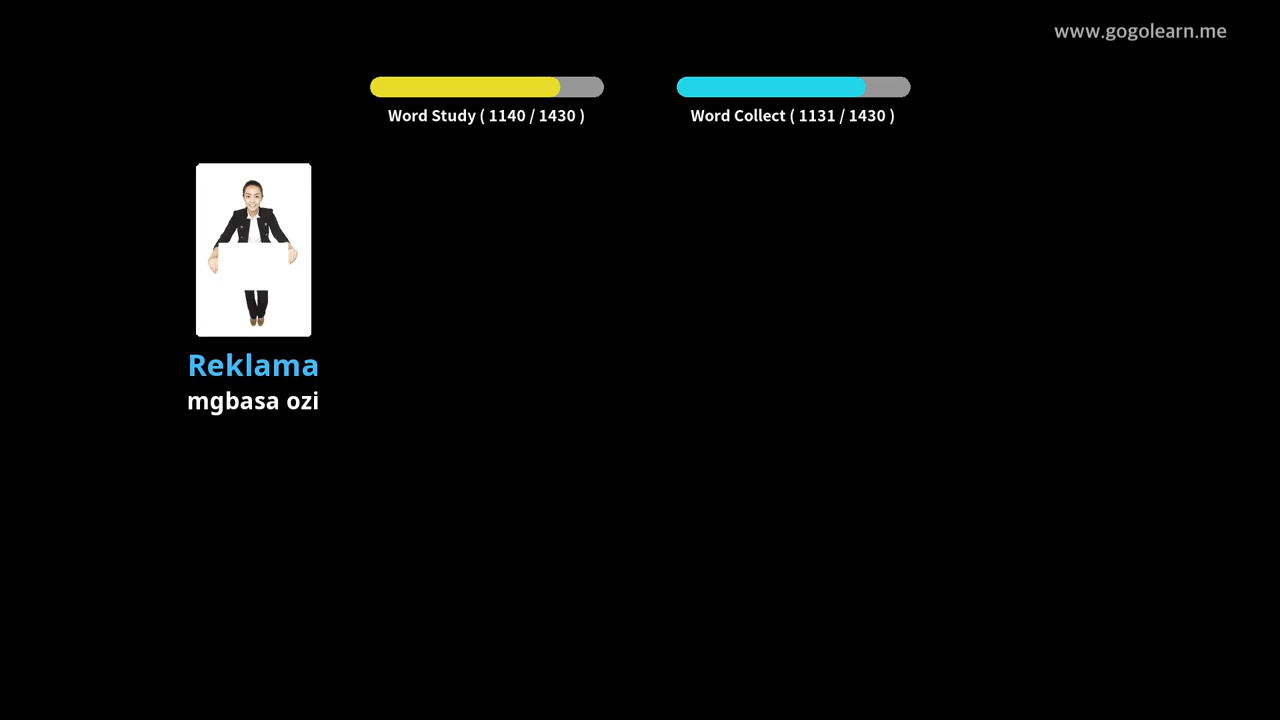 www.gogolearn.me
Word Study ( 1140 / 1430 )
Word Collect ( 1131 / 1430 )
Reklama
mgbasa ozi